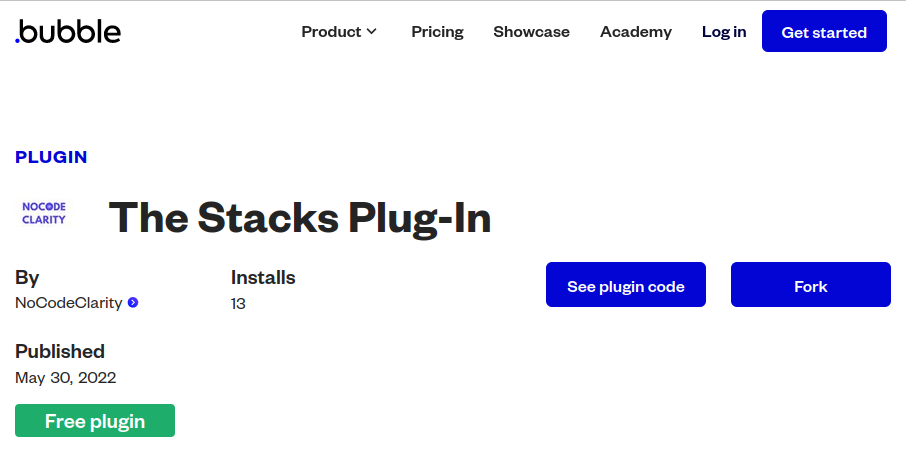 .bubble
Product
Pricing
Showcase
Academy
Log in
Get started
PLUGIN
NOCODE
CLARITY
The Stacks Plug-In
By
NoCodeClarity
Installs
13
See plugin code
Fork
Published
May 30, 2022
Free plugin